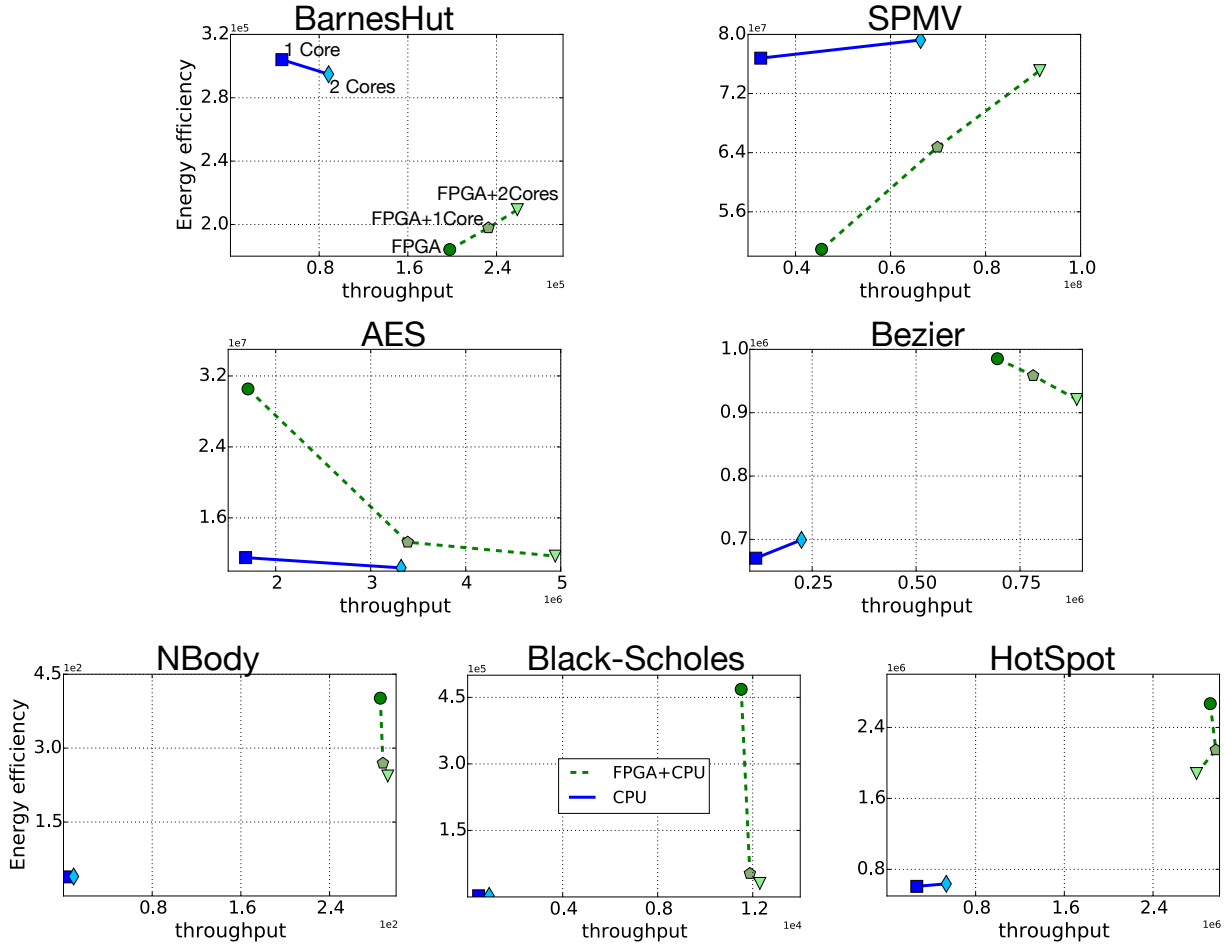 BarnesHut
1e5
3.2
2.8
2.4
2.0
Energy efficiency
1 Core
2 Cores
FPGA+2Cores
FPGA+1Core
FPGA
0.8 1.6 2.4
1e5
throughput
SPMV
1e7
8.0
7.2
6.4
5.6
0.4 0.6 0.8 1.0
1e8
throughput
AES
1e7
3.2
2.4
1.6
2 3 4 5
1e6
throughput
Bezier
1e6
1.0
0.9
0.8
0.7
0.25 0.50 0.75
1e6
throughput
NBody
1e2
4.5
3.0
1.5
Energy efficiency
0.8 1.6 2.4
1e2
throughput
Black-Scholes
1e5
4.5
3.0
1.5
FPGA+CPU
CPU
0.4 0.8 1.2
1e4
throughput
HotSpot
1e6
2.4
1.6
0.8
0.8 1.6 2.4
1e6
throughput